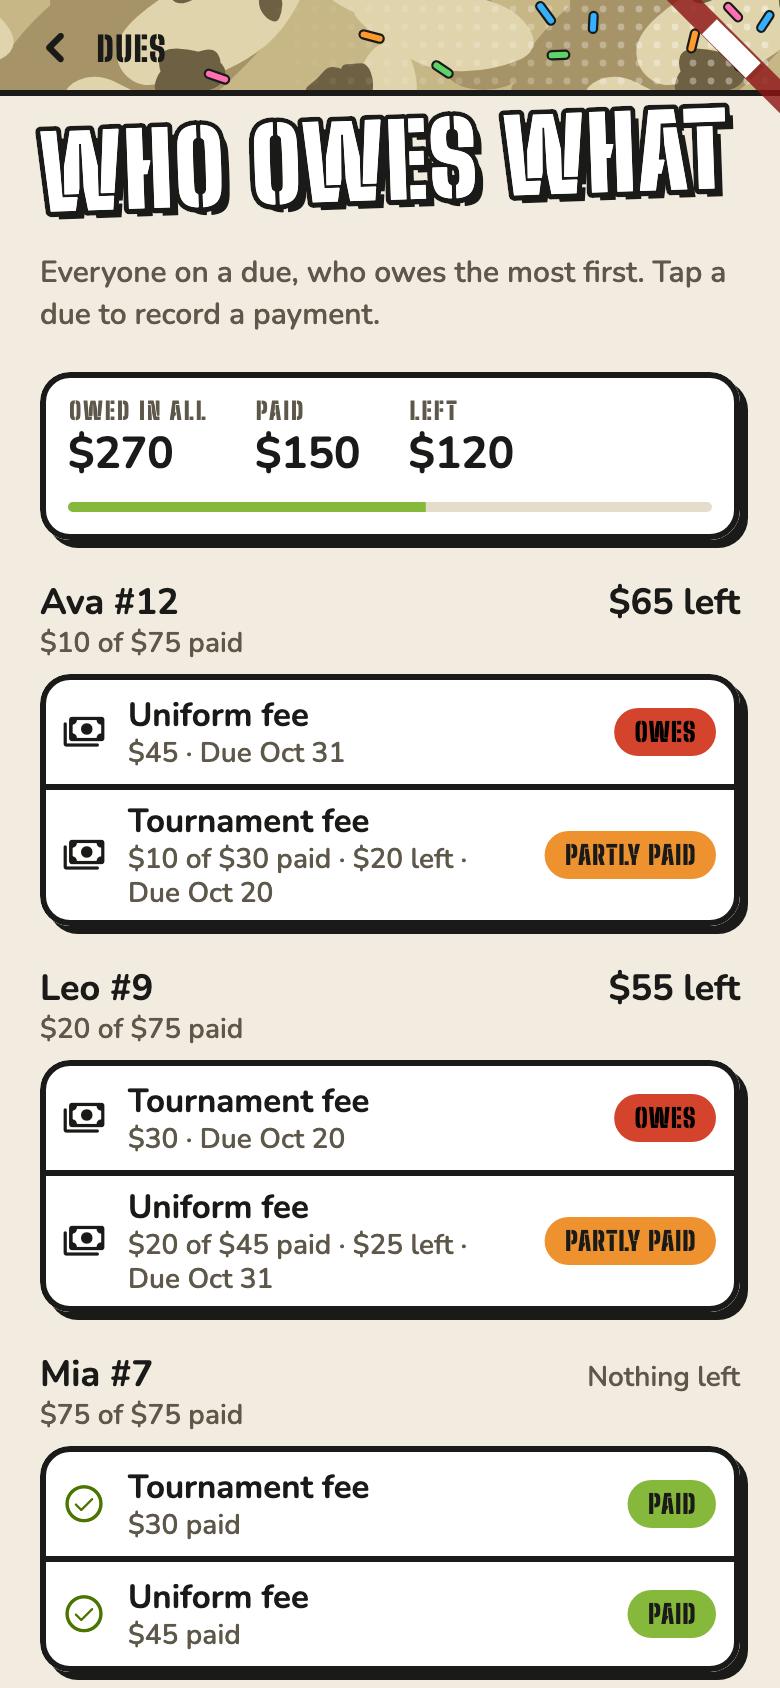 DUES
WHO OWES WHAT
Everyone on a due, who owes the most first. Tap a
due to record a payment.
OWED IN ALL PAID LEFT
$270 $150 $120
Ava #12 $65 left
$10 of $75 paid
Uniform fee
$45 · Due Oct 31
OWES
Tournament fee
$10 of $30 paid · $20 left ·
Due Oct 20
PARTLY PAID
Leo #9 $55 left
$20 of $75 paid
Tournament fee
$30 · Due Oct 20
OWES
Uniform fee
$20 of $45 paid · $25 left ·
Due Oct 31
PARTLY PAID
Mia #7 Nothing left
$75 of $75 paid
Tournament fee
$30 paid
PAID
Uniform fee
$45 paid
PAID